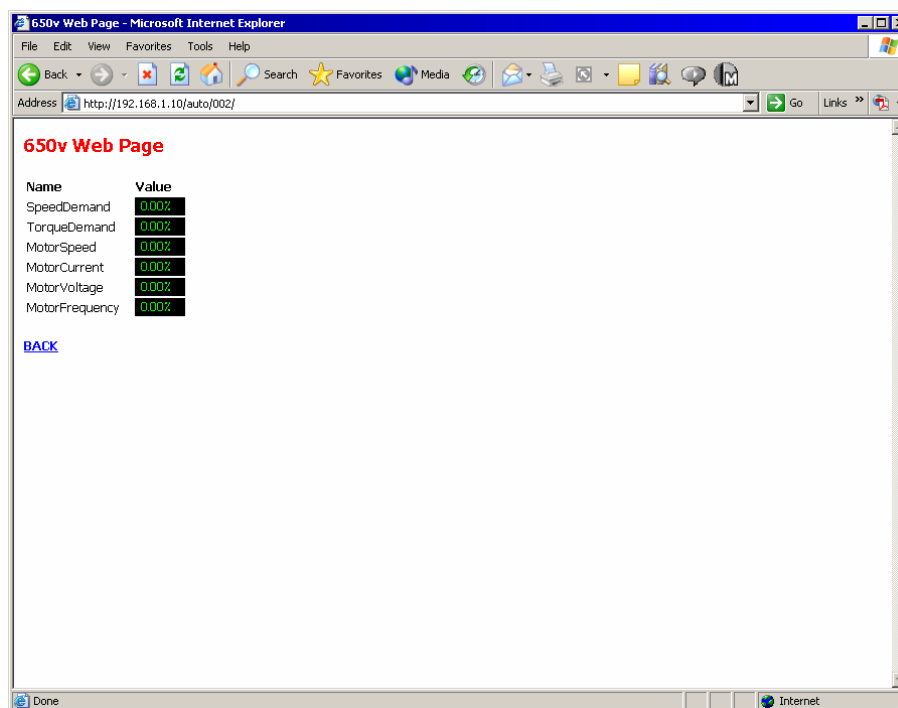 650v Web Page - Microsoft Internet Explorer
File Edit View Favorites Tools Help
Back Search Favorites Media
Address http://192.168.1.10/auto/002/ Go Links »
650v Web Page
Name Value
SpeedDemand 0.00%
TorqueDemand 0.00%
MotorSpeed 0.00%
MotorCurrent 0.00%
MotorVoltage 0.00%
MotorFrequency 0.00%
BACK
Done Internet